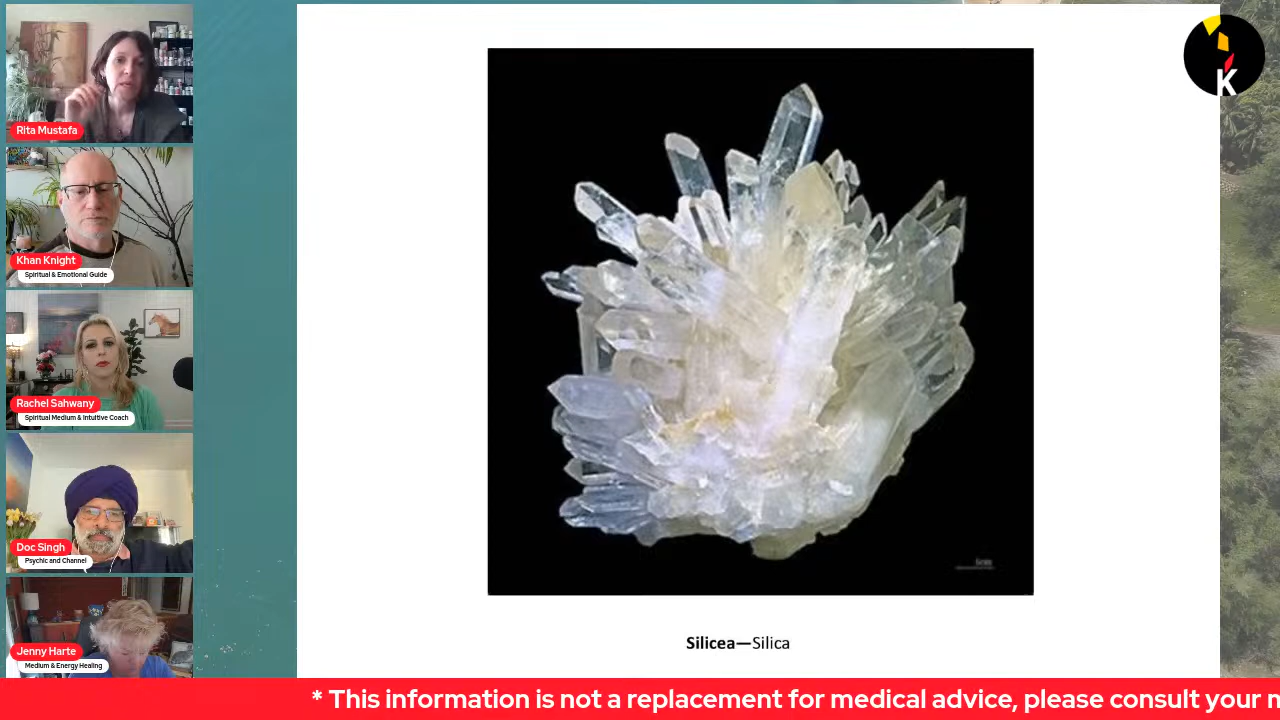 Rita Mustafa
Khan Knight
Spiritual & Emotional Guide
Rachel Sahwany
Spiritual Medium & Intuitive Coach
Doc Singh
Psychic and Channel
Jenny Harte
Medium & Energy Healing
K
Silicea—Silica
* This information is not a replacement for medical advice, please consult your n